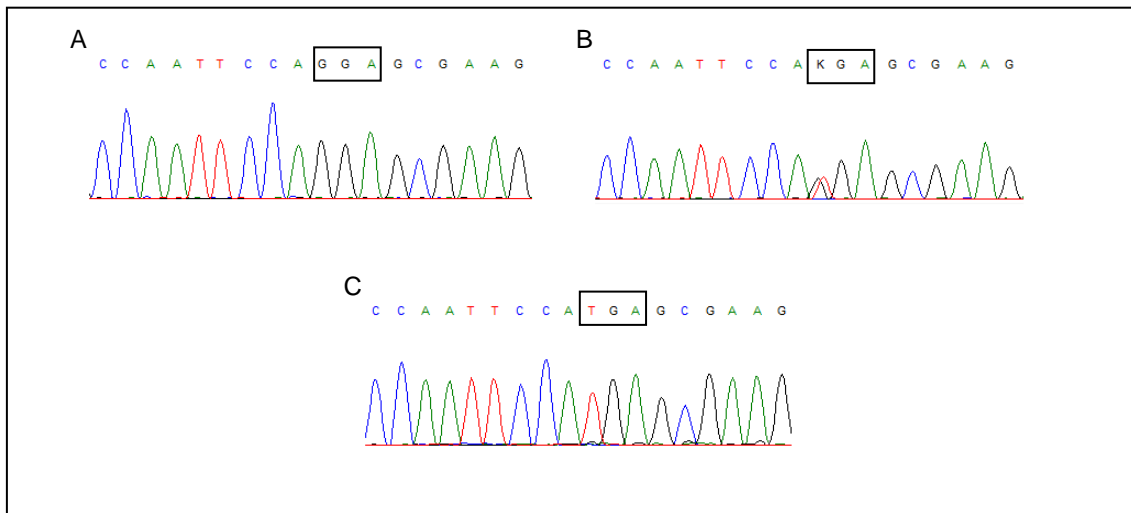 A
C C A A T T C C A G G A G C G A A G
B
C C A A T T C C A K G A G C G A A G
C
C C A A T T C C A T G A G C G A A G